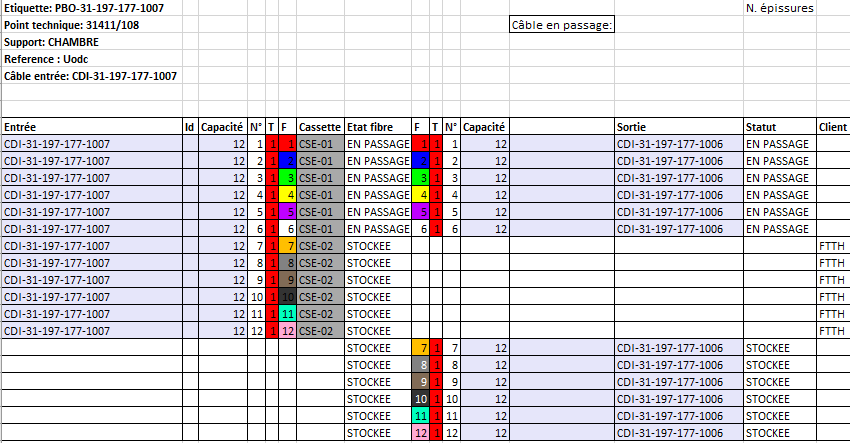 Etiquette: PBO-31-197-177-1007 N. épissures
Point technique: 31411/108 Câble en passage:
Support: CHAMBRE
Reference : Uodc
Câble entrée: CDI-31-197-177-1007
Entrée Id Capacité N° T F Cassette Etat fibre F T N° Capacité Sortie Statut Client
CDI-31-197-177-1007 12 1 1 1 CSE-01 EN PASSAGE 1 1 1 12 CDI-31-197-177-1006 EN PASSAGE
CDI-31-197-177-1007 12 2 1 2 CSE-01 EN PASSAGE 2 1 2 12 CDI-31-197-177-1006 EN PASSAGE
CDI-31-197-177-1007 12 3 1 3 CSE-01 EN PASSAGE 3 1 3 12 CDI-31-197-177-1006 EN PASSAGE
CDI-31-197-177-1007 12 4 1 4 CSE-01 EN PASSAGE 4 1 4 12 CDI-31-197-177-1006 EN PASSAGE
CDI-31-197-177-1007 12 5 1 5 CSE-01 EN PASSAGE 5 1 5 12 CDI-31-197-177-1006 EN PASSAGE
CDI-31-197-177-1007 12 6 1 6 CSE-01 EN PASSAGE 6 1 6 12 CDI-31-197-177-1006 EN PASSAGE
CDI-31-197-177-1007 12 7 1 7 CSE-02 STOCKEE FTTH
CDI-31-197-177-1007 12 8 1 8 CSE-02 STOCKEE FTTH
CDI-31-197-177-1007 12 9 1 9 CSE-02 STOCKEE FTTH
CDI-31-197-177-1007 12 10 1 10 CSE-02 STOCKEE FTTH
CDI-31-197-177-1007 12 11 1 11 CSE-02 STOCKEE FTTH
CDI-31-197-177-1007 12 12 1 12 CSE-02 STOCKEE FTTH
STOCKEE 7 1 7 12 CDI-31-197-177-1006 STOCKEE
STOCKEE 8 1 8 12 CDI-31-197-177-1006 STOCKEE
STOCKEE 9 1 9 12 CDI-31-197-177-1006 STOCKEE
STOCKEE 10 1 10 12 CDI-31-197-177-1006 STOCKEE
STOCKEE 11 1 11 12 CDI-31-197-177-1006 STOCKEE
STOCKEE 12 1 12 12 CDI-31-197-177-1006 STOCKEE